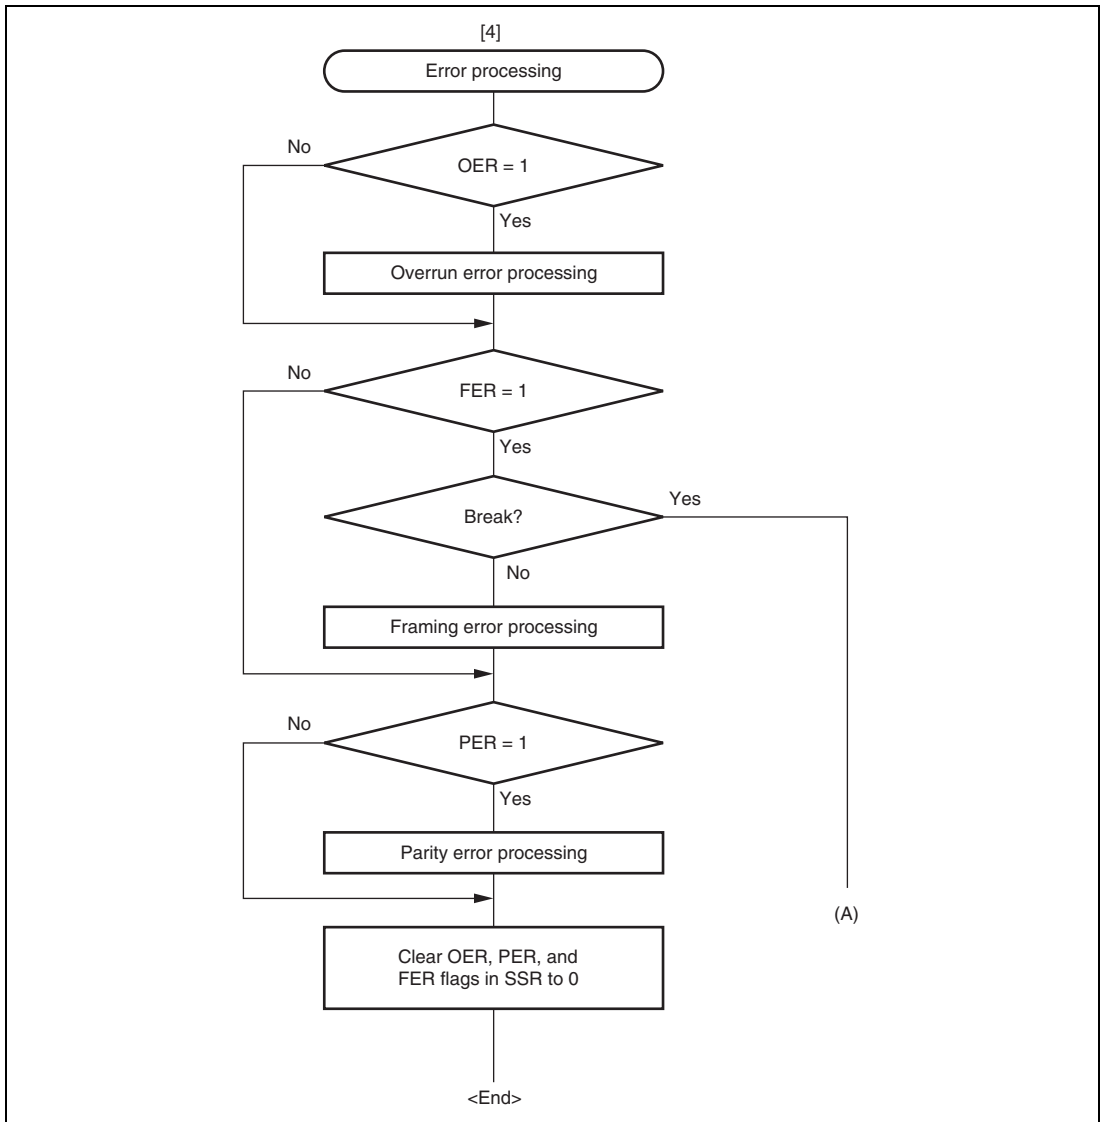 [4]
Error processing
No
OER = 1
Yes
Overrun error processing
No
FER = 1
Yes
Break?
Yes
No
Framing error processing
No
PER = 1
Yes
Parity error processing
(A)
Clear OER, PER, and
FER flags in SSR to 0
<End>